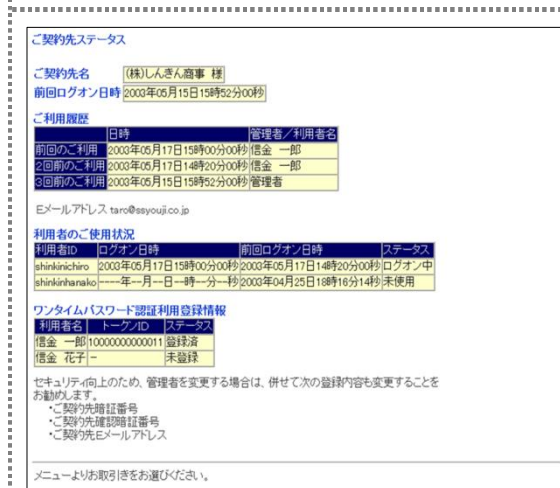 ご契約先ステータス
ご契約先名 (株)しんきん商事 様
前回ログオン日時 2003年05月15日15時52分00秒
ご利用履歴
日時 管理者／利用者名
前回のご利用 2003年05月17日15時00分00秒 信金 一郎
2回前のご利用 2003年05月17日14時20分00秒 信金 一郎
3回前のご利用 2003年05月15日15時52分00秒 管理者
Eメールアドレス taro@ssyouji.co.jp
利用者のご使用状況
利用者ID ログオン日時 前回ログオン日時 ステータス
shinkinichiro 2003年05月17日15時00分00秒 2003年05月17日14時20分00秒 ログオン中
shinkinhanako ----年--月--日--時--分--秒 2003年04月25日18時16分14秒 未使用
ワンタイムパスワード認証利用登録情報
利用者名 トークンID ステータス
信金 一郎 10000000000011 登録済
信金 花子 - 未登録
セキュリティ向上のため、管理者を変更する場合は、併せて次の登録内容も変更することを
お勧めします。
・ご契約先暗証番号
・ご契約先確認暗証番号
・ご契約先Eメールアドレス
メニューよりお取引きをお選びください。